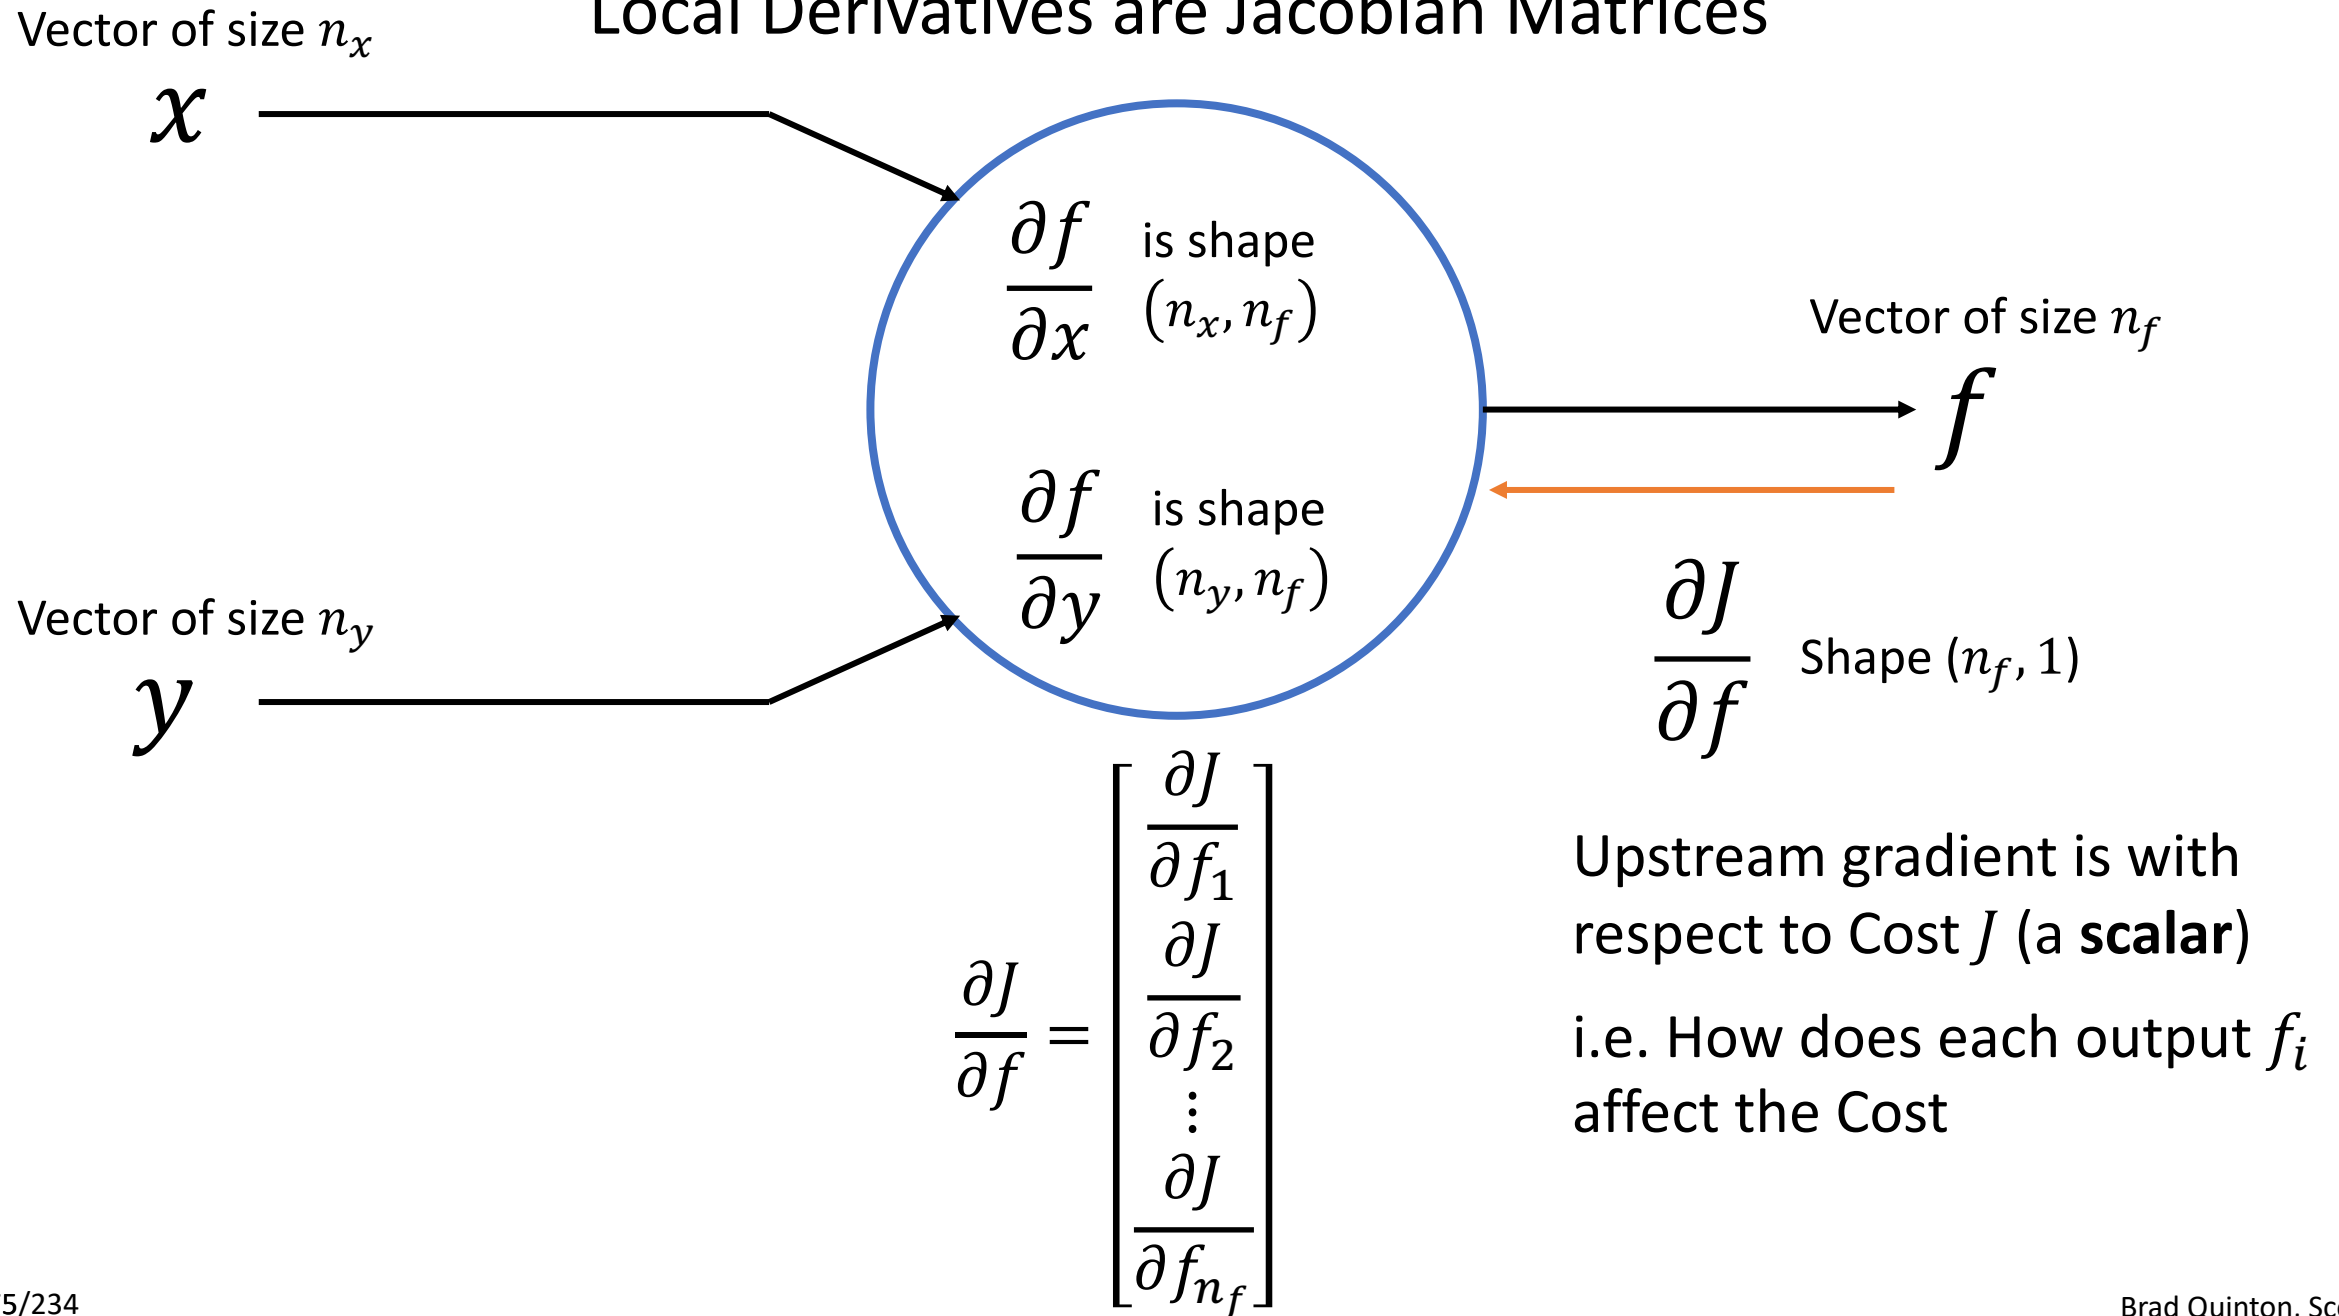 Local Derivatives are Jacobian Matrices
Vector of size n_x
x
∂f/∂x is shape
(n_x, n_f)
Vector of size n_f
f
∂f/∂y is shape
(n_y, n_f)
Vector of size n_y
y
∂J/∂f Shape (n_f, 1)
∂J/∂f = [∂J/∂f_1
∂J/∂f_2
⋮
∂J/∂f_{n_f}]
Upstream gradient is with
respect to Cost J (a scalar)
i.e. How does each output f_i
affect the Cost
5/234
Brad Quinton, Sc